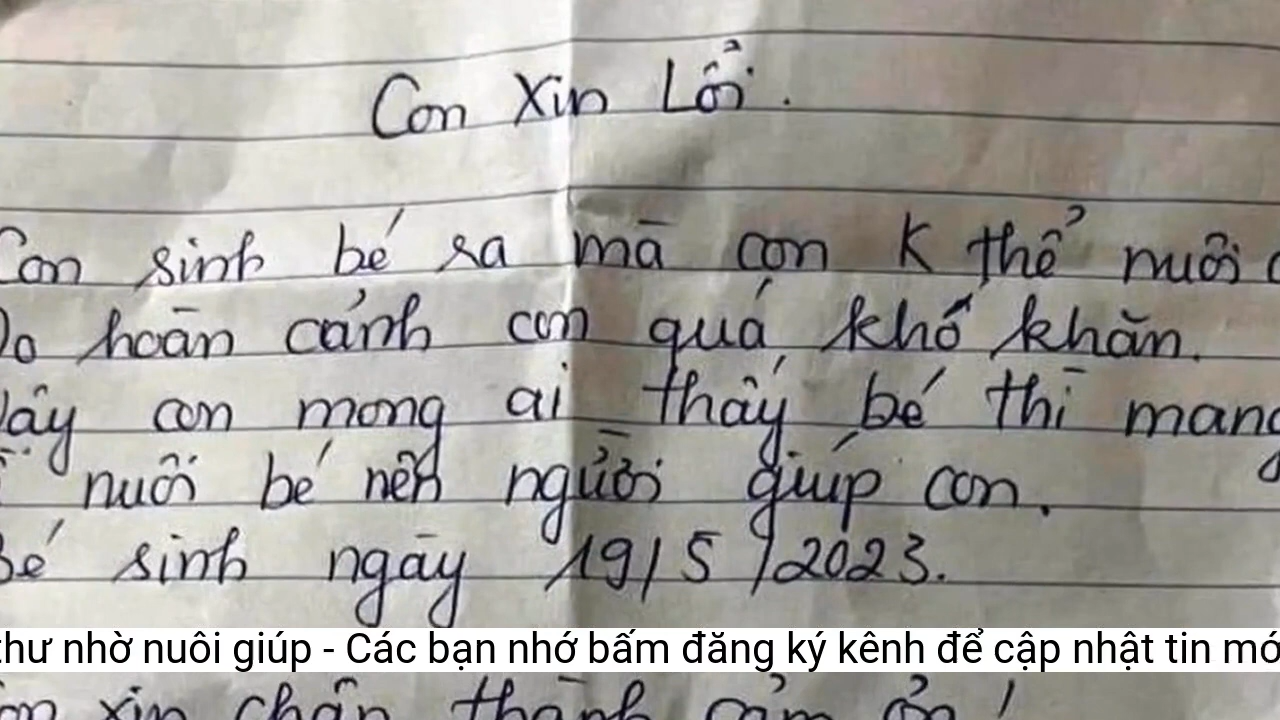 Con Xin Lỗi.
Con sinh bé ra mà con K thể nuôi
Do hoàn cảnh con quá khó khăn.
Vậy con mong ai thấy bé thì mang
nuôi bé nên người giúp con.
Bé sinh ngày 19/5/2023.
thư nhờ nuôi giúp - Các bạn nhớ bấm đăng ký kênh để cập nhật tin mới
Con xin chân thành cảm ơn!